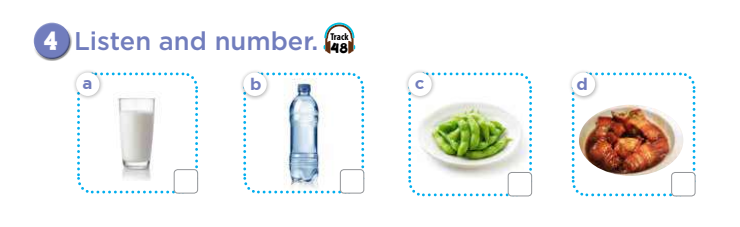 4 Listen and number. Track 48
a b c d